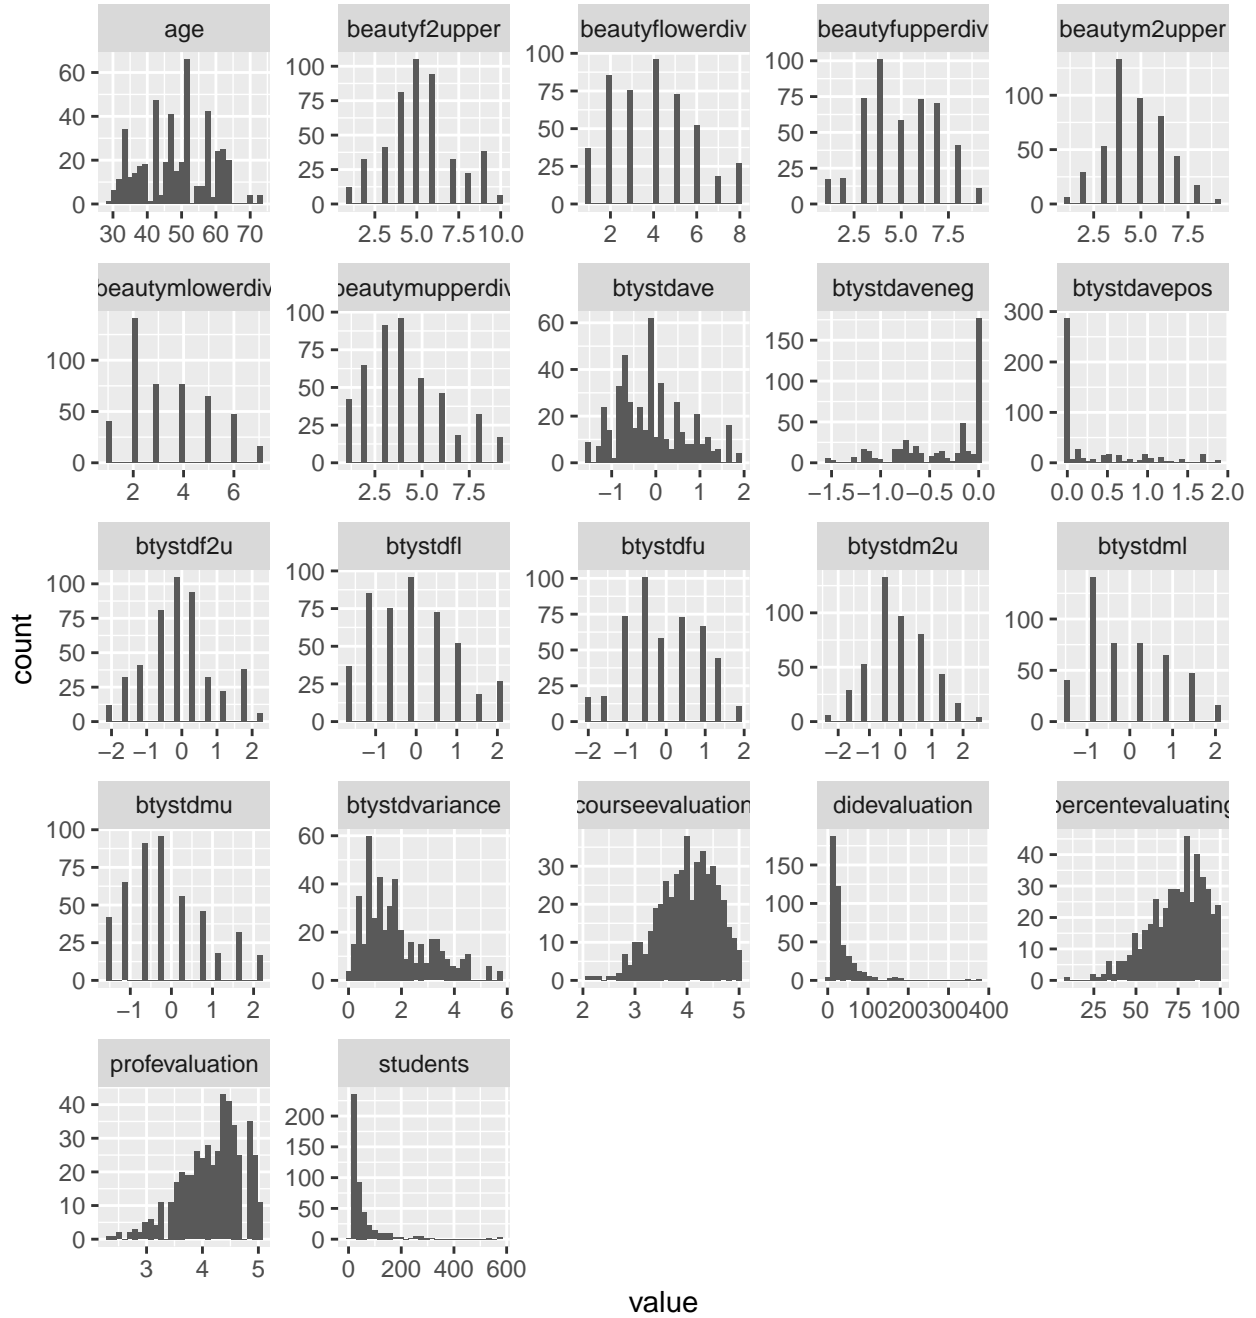 age beautyf2upper beautyflowerdiv beautyfupperdiv beautym2upper
60 40 20 0 100 75 50 25 0 100 75 50 25 0 100 75 50 25 0 100 50 0
30 40 50 60 70 2.5 5.0 7.5 10.0 2 4 6 8 2.5 5.0 7.5 2.5 5.0 7.5
beautymlowerdiv beautymupperdiv btystdave btystdaveneg btystdavepos
100 50 0 100 75 50 25 0 60 40 20 0 150 100 50 0 300 200 100 0
2 4 6 2.5 5.0 7.5 −1 0 1 2 −1.5 −1.0 −0.5 0.0 0.0 0.5 1.0 1.5 2.0
btystdf2u btystdfl btystdfu btystdm2u btystdml
100 75 50 25 0 100 75 50 25 0 100 75 50 25 0 100 50 0 100 50 0
−2 −1 0 1 2 −1 0 1 2 −2 −1 0 1 2 −2 −1 0 1 2 −1 0 1 2
btystdmu btystdvariance courseevaluation didevaluation percentevaluating
100 75 50 25 0 60 40 20 0 30 20 10 0 150 100 50 0 40 30 20 10 0
−1 0 1 2 0 2 4 6 2 3 4 5 0 100 200 300 400 25 50 75 100
profevaluation students
40 30 20 10 0 200 150 100 50 0
3 4 5 0 200 400 600
count
value